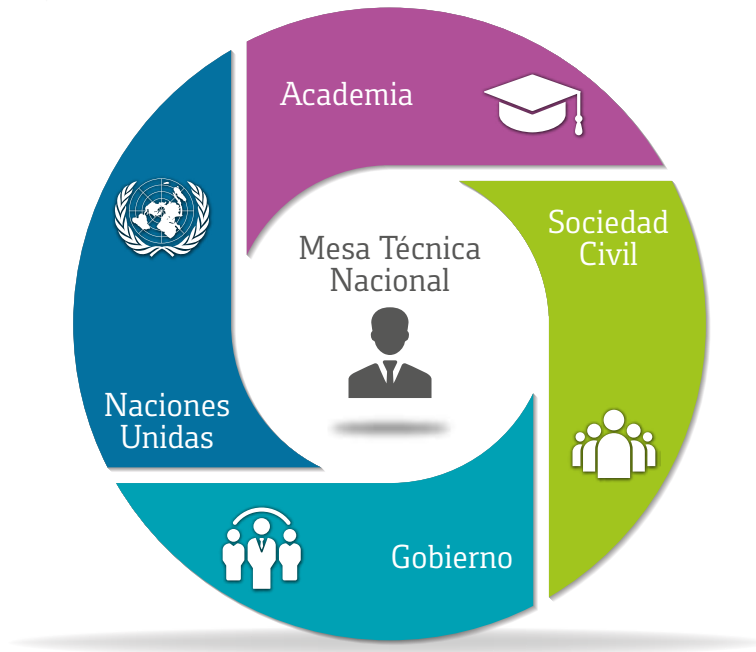 Academia
Sociedad
Civil
Mesa Técnica
Nacional
Naciones
Unidas
Gobierno